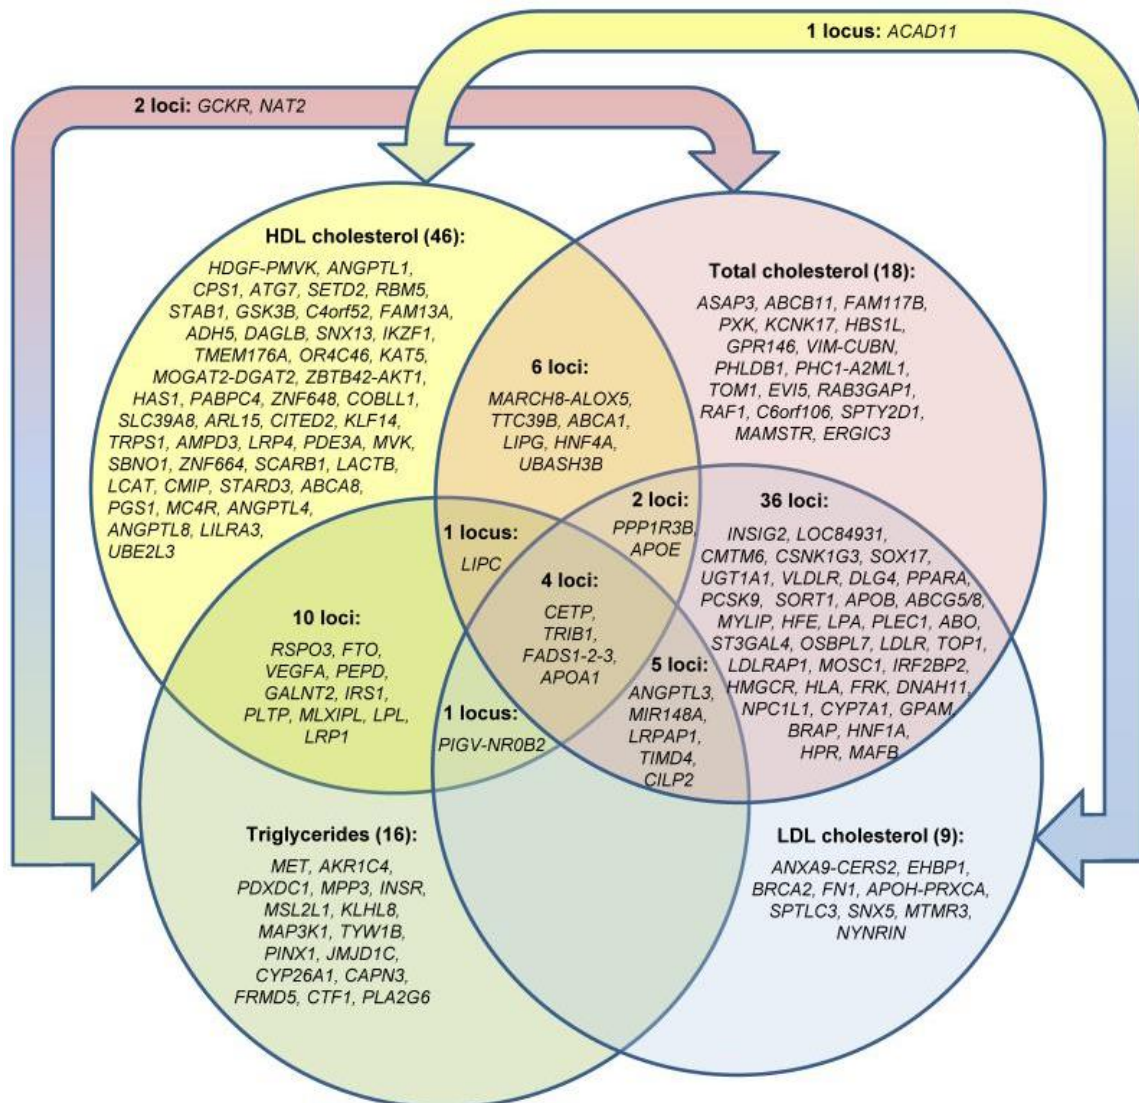 1 locus: ACAD11
2 loci: GCKR, NAT2
HDL cholesterol (46):
HDGF-PMVK, ANGPTL1,
CPS1, ATG7, SETD2, RBM5,
STAB1, GSK3B, C4orf52, FAM13A,
ADH5, DAGLB, SNX13, IKZF1,
TMEM176A, OR4C46, KAT5,
MOGAT2-DGAT2, ZBTB42-AKT1,
HAS1, PABPC4, ZNF648, COBLL1,
SLC39A8, ARL15, CITED2, KLF14,
TRPS1, AMPD3, LRP4, PDE3A, MVK,
SBNO1, ZNF664, SCARB1, LACTB,
LCAT, CMIP, STARD3, ABCA8,
PGS1, MC4R, ANGPTL4,
ANGPTL8, LILRA3,
UBE2L3
Total cholesterol (18):
ASAP3, ABCB11, FAM117B,
PXK, KCNK17, HBS1L,
GPR146, VIM-CUBN,
PHLDB1, PHC1-A2ML1,
TOM1, EVI5, RAB3GAP1,
RAF1, C6orf106, SPTY2D1,
MAMSTR, ERGIC3
6 loci:
MARCH8-ALOX5,
TTC39B, ABCA1,
LIPG, HNF4A,
UBASH3B
2 loci:
PPP1R3B,
APOE
36 loci:
INSIG2, LOC84931,
CMTM6, CSNK1G3, SOX17,
UGT1A1, VLDLR, DLG4, PPARA,
PCSK9, SORT1, APOB, ABCG5/8,
MYLIP, HFE, LPA, PLEC1, ABO,
ST3GAL4, OSBPL7, LDLR, TOP1,
LDLRAP1, MOSC1, IRF2BP2,
HMGCR, HLA, FRK, DNAH11,
NPC1L1, CYP7A1, GPAM,
BRAP, HNF1A,
HPR, MAFB
1 locus:
LIPC
4 loci:
CETP,
TRIB1,
FADS1-2-3,
APOA1
10 loci:
RSPO3, FTO,
VEGFA, PEPD,
GALNT2, IRS1,
PLTP, MLXIPL, LPL,
LRP1
5 loci:
ANGPTL3,
MIR148A,
LRPAP1,
TIMD4,
CILP2
1 locus:
PIGV-NR0B2
Triglycerides (16):
MET, AKR1C4,
PDXDC1, MPP3, INSR,
MSL2L1, KLHL8,
MAP3K1, TYW1B,
PINX1, JMJD1C,
CYP26A1, CAPN3,
FRMD5, CTF1, PLA2G6
LDL cholesterol (9):
ANXA9-CERS2, EHBP1,
BRCA2, FN1, APOH-PRXCA,
SPTLC3, SNX5, MTMR3,
NYNRIN